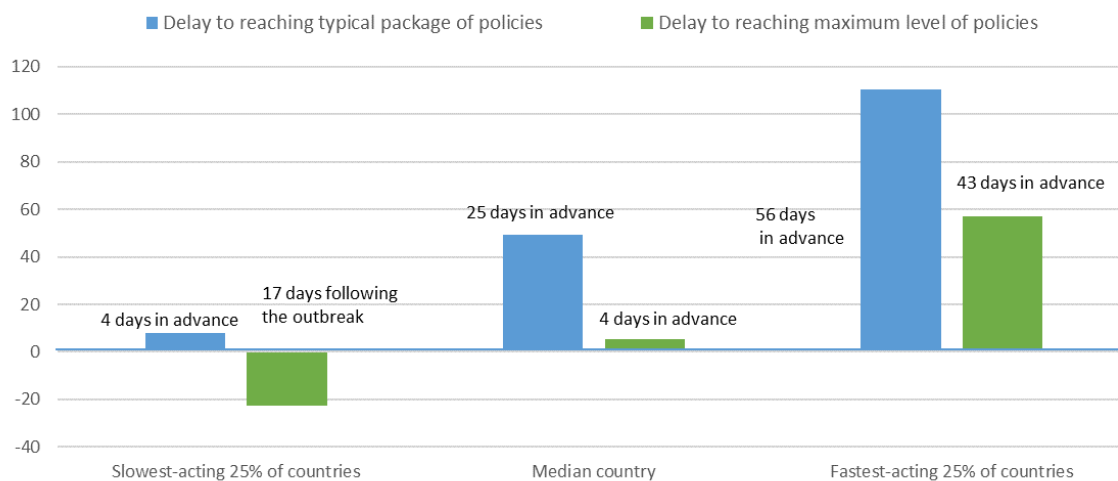 Delay to reaching typical package of policies
Delay to reaching maximum level of policies
120
100
80
60
40
20
0
-20
-40
4 days in advance
17 days following
the outbreak
25 days in advance
4 days in advance
56 days
in advance
43 days in advance
Slowest-acting 25% of countries
Median country
Fastest-acting 25% of countries